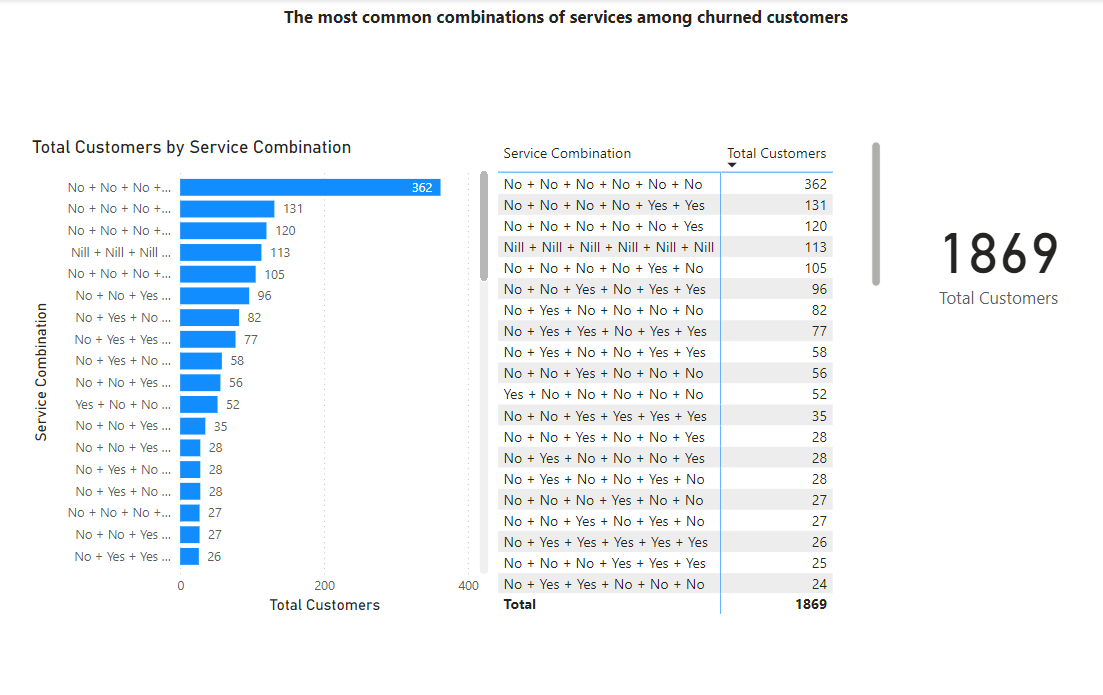 The most common combinations of services among churned customers
Total Customers by Service Combination
Service Combination
No + No + No +... 362
No + No + No +... 131
No + No + No +... 120
Nill + Nill + Nill ... 113
No + No + No +... 105
No + No + Yes ... 96
No + Yes + No ... 82
No + Yes + Yes ... 77
No + Yes + No ... 58
No + No + Yes ... 56
Yes + No + No ... 52
No + No + Yes ... 35
No + No + Yes ... 28
No + Yes + No ... 28
No + Yes + No ... 28
No + No + No +... 27
No + No + Yes ... 27
No + Yes + Yes ... 26
0 200 400
Total Customers
Service Combination Total Customers
No + No + No + No + No + No 362
No + No + No + No + Yes + Yes 131
No + No + No + No + No + Yes 120
Nill + Nill + Nill + Nill + Nill + Nill 113
No + No + No + No + Yes + No 105
No + No + Yes + No + Yes + Yes 96
No + Yes + No + No + No + No 82
No + Yes + Yes + No + Yes + Yes 77
No + Yes + No + No + Yes + Yes 58
No + No + Yes + No + No + No 56
Yes + No + No + No + No + No 52
No + No + Yes + Yes + Yes + Yes 35
No + No + Yes + No + No + Yes 28
No + Yes + No + No + No + Yes 28
No + Yes + No + No + Yes + No 28
No + No + No + Yes + No + No 27
No + No + Yes + No + Yes + No 27
No + Yes + Yes + Yes + Yes + Yes 26
No + No + No + Yes + Yes + Yes 25
No + Yes + Yes + No + No + No 24
Total 1869
1869
Total Customers